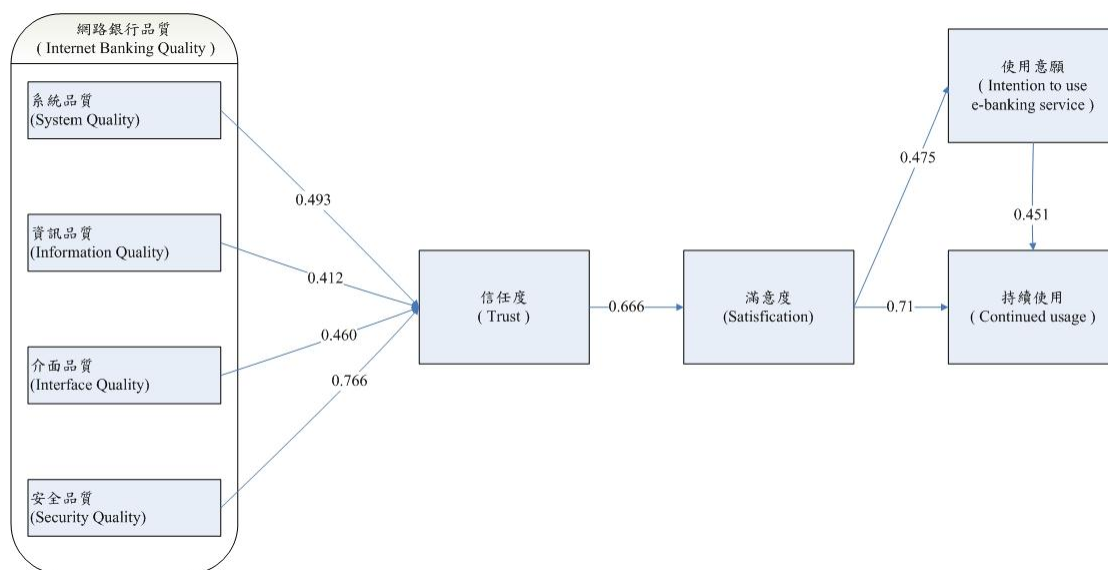 網路銀行品質
( Internet Banking Quality )
系統品質
(System Quality)
資訊品質
(Information Quality)
介面品質
(Interface Quality)
安全品質
(Security Quality)
0.493
0.412
0.460
0.766
信任度
( Trust )
0.666
滿意度
(Satisfication)
0.475
0.71
使用意願
( Intention to use
e-banking service )
0.451
持續使用
( Continued usage )